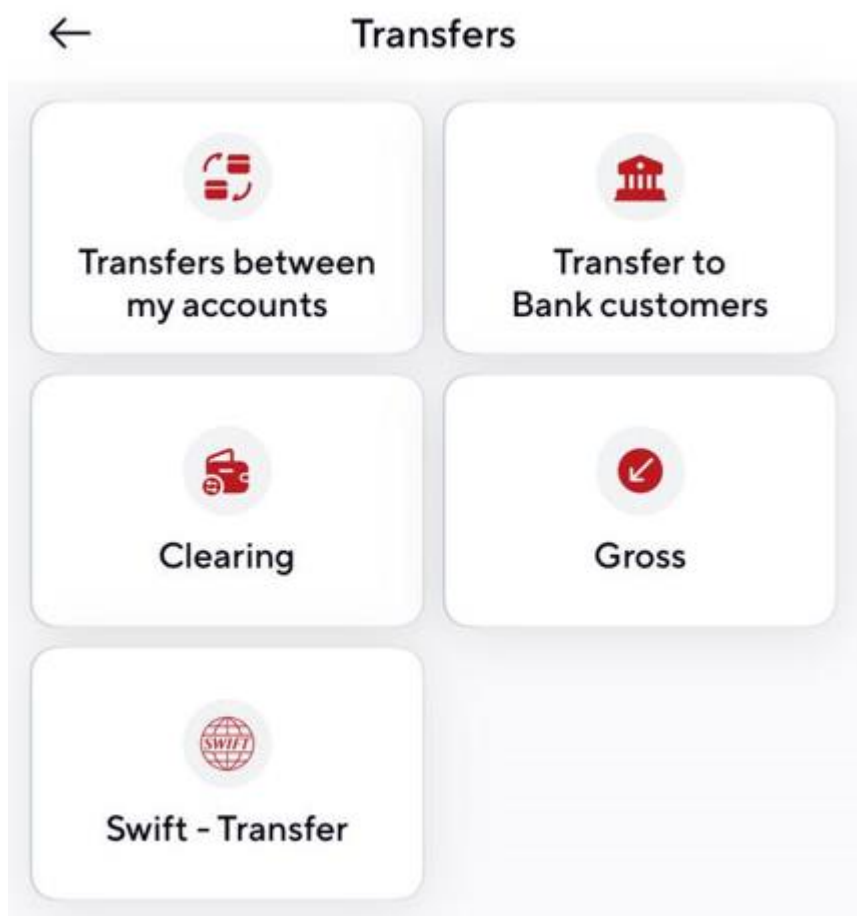 Transfers
Transfers between
my accounts
Transfer to
Bank customers
Clearing
Gross
SWIFT
Swift - Transfer